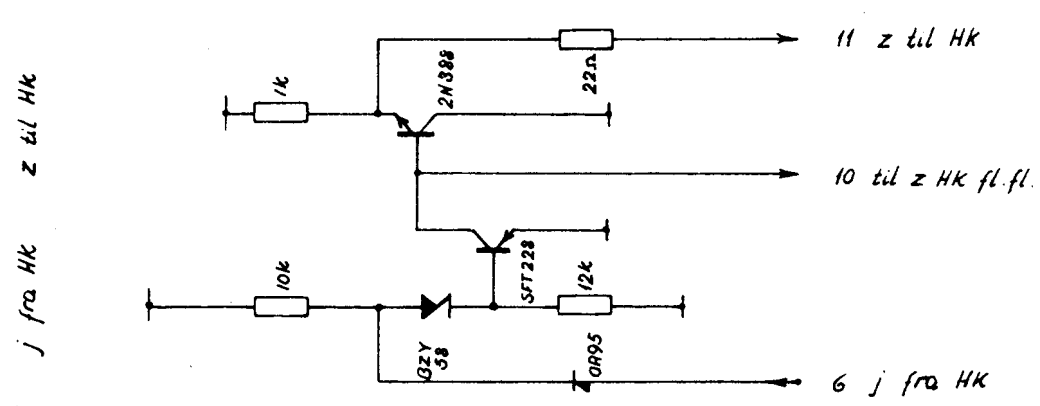 z til HK
j fra HK
1k
2N388
22Ω
11 z til HK
10 til z HK fl.fl.
SFT228
10k
12k
BZY
58
OA95
6 j fra HK